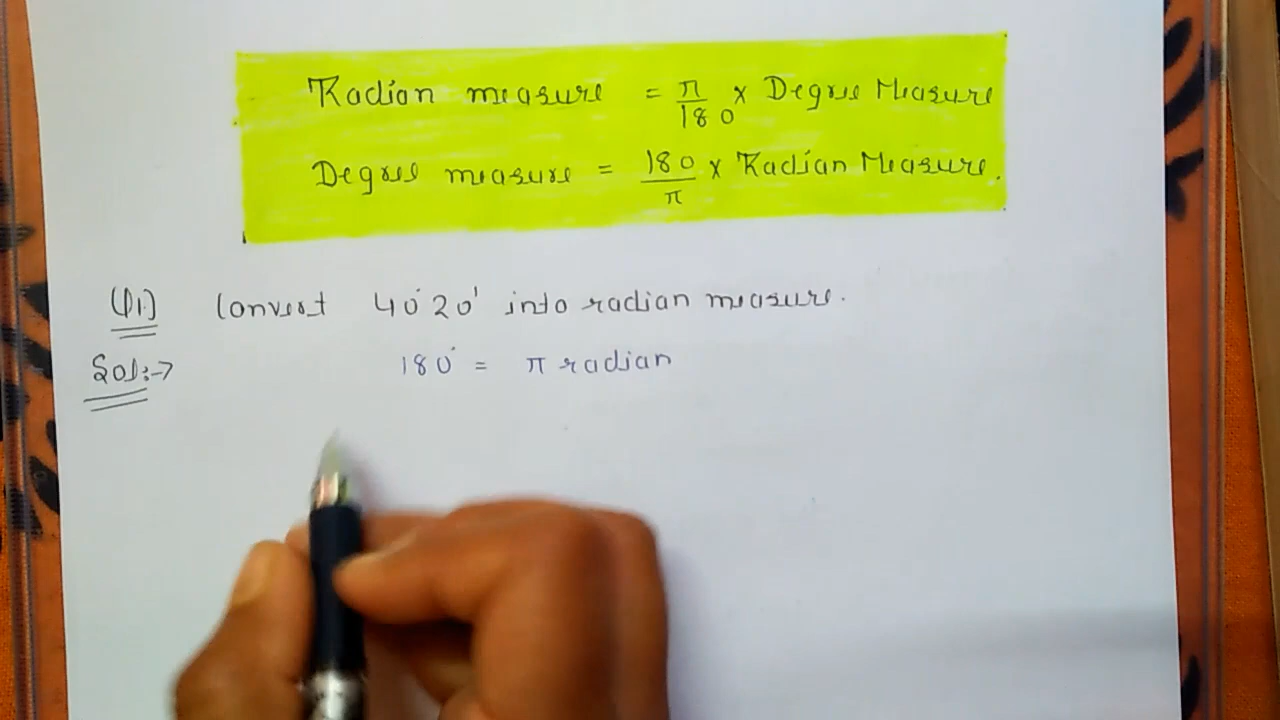 Radian measure = π/180 × Degree Measure
Degree measure = 180/π × Radian Measure.
Q1.) Convert 40°20' into radian measure.
Sol:→ 180° = π radian